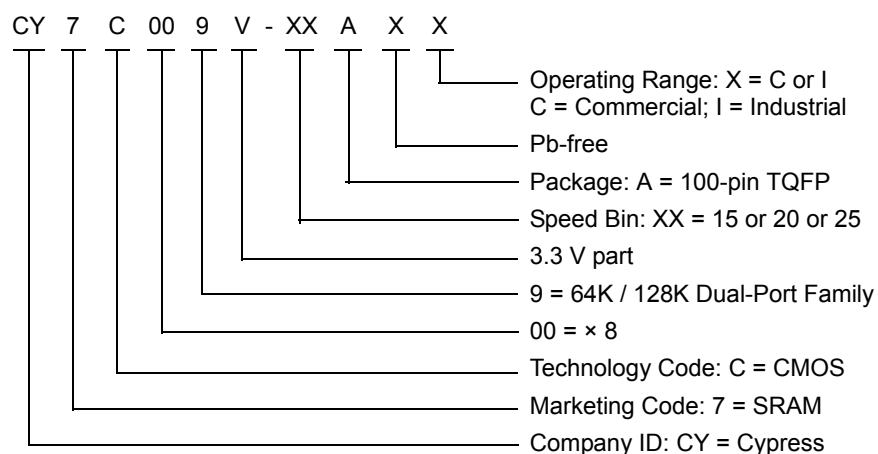 CY 7 C 00 9 V - XX A X X
Operating Range: X = C or I
C = Commercial; I = Industrial
Pb-free
Package: A = 100-pin TQFP
Speed Bin: XX = 15 or 20 or 25
3.3 V part
9 = 64K / 128K Dual-Port Family
00 = × 8
Technology Code: C = CMOS
Marketing Code: 7 = SRAM
Company ID: CY = Cypress